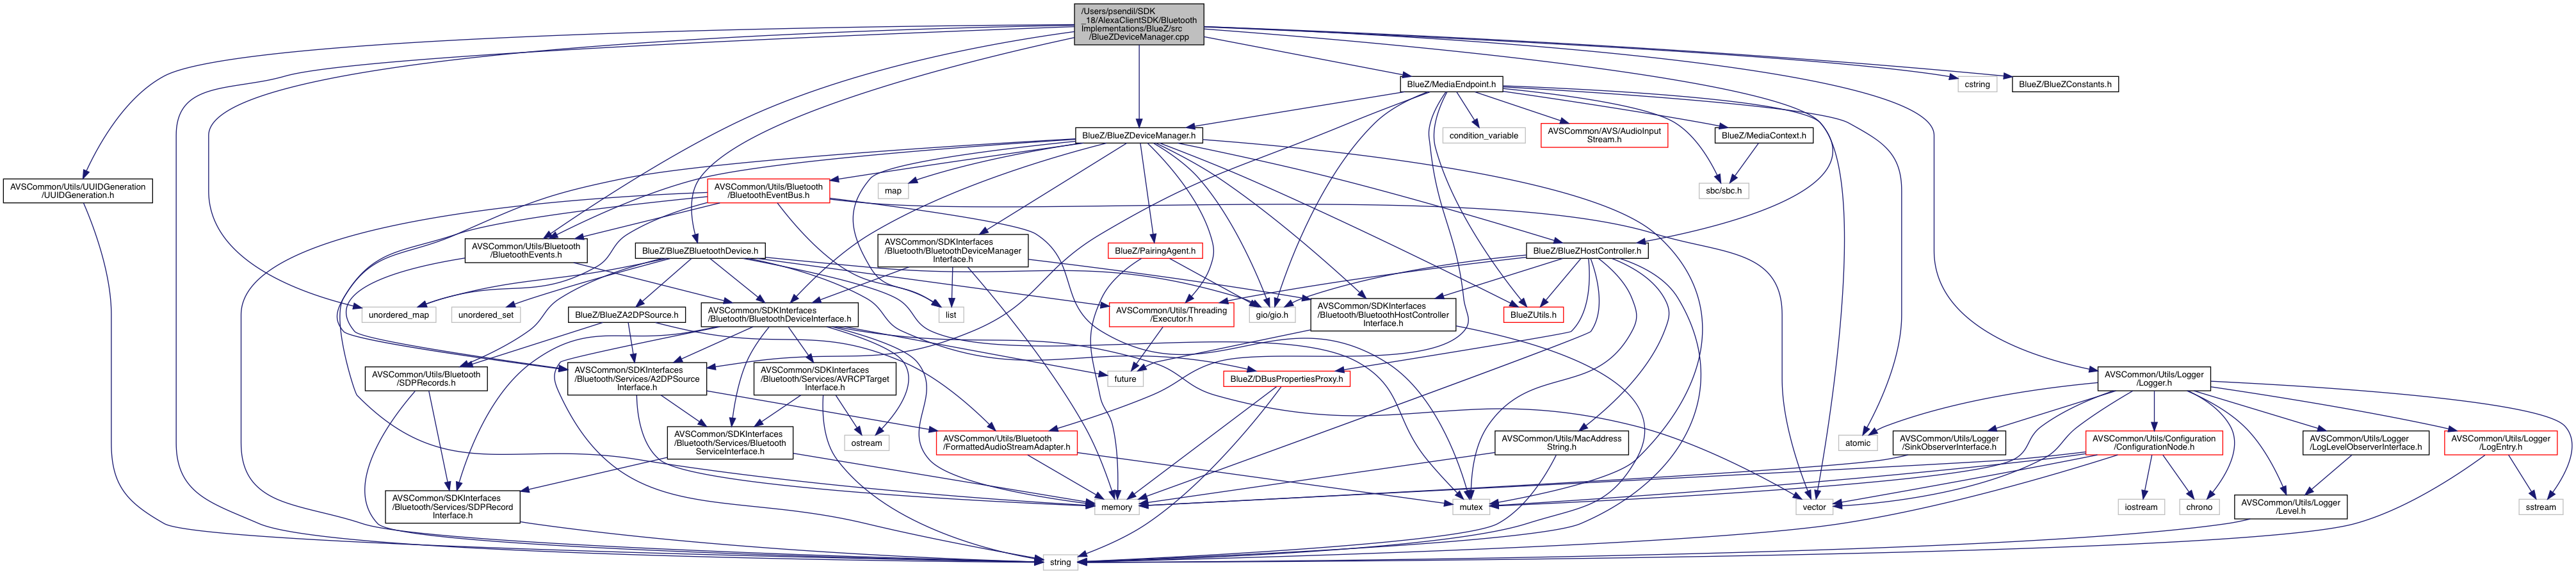 /Users/psendil/SDK
_18/AlexaClientSDK/Bluetooth
Implementations/BlueZ/src
/BlueZDeviceManager.cpp
BlueZ/MediaEndpoint.h
cstring
BlueZ/BlueZConstants.h
BlueZ/BlueZDeviceManager.h
condition_variable
AVSCommon/AVS/AudioInput
Stream.h
BlueZ/MediaContext.h
AVSCommon/Utils/UUIDGeneration
/UUIDGeneration.h
AVSCommon/Utils/Bluetooth
/BluetoothEventBus.h
map
sbc/sbc.h
AVSCommon/Utils/Bluetooth
/BluetoothEvents.h
BlueZ/BlueZBluetoothDevice.h
AVSCommon/SDKInterfaces
/Bluetooth/BluetoothDeviceManager
Interface.h
BlueZ/PairingAgent.h
BlueZ/BlueZHostController.h
unordered_map
unordered_set
BlueZ/BlueZA2DPSource.h
AVSCommon/SDKInterfaces
/Bluetooth/BluetoothDeviceInterface.h
list
AVSCommon/Utils/Threading
/Executor.h
gio/gio.h
AVSCommon/SDKInterfaces
/Bluetooth/BluetoothHostController
Interface.h
BlueZUtils.h
AVSCommon/Utils/Bluetooth
/SDPRecords.h
AVSCommon/SDKInterfaces
/Bluetooth/Services/A2DPSource
Interface.h
AVSCommon/SDKInterfaces
/Bluetooth/Services/AVRCPTarget
Interface.h
future
BlueZ/DBusPropertiesProxy.h
AVSCommon/Utils/Logger
/Logger.h
AVSCommon/SDKInterfaces
/Bluetooth/Services/Bluetooth
ServiceInterface.h
ostream
AVSCommon/Utils/Bluetooth
/FormattedAudioStreamAdapter.h
AVSCommon/Utils/MacAddress
String.h
atomic
AVSCommon/Utils/Logger
/SinkObserverInterface.h
AVSCommon/Utils/Configuration
/ConfigurationNode.h
AVSCommon/Utils/Logger
/LogLevelObserverInterface.h
AVSCommon/Utils/Logger
/LogEntry.h
AVSCommon/SDKInterfaces
/Bluetooth/Services/SDPRecord
Interface.h
memory
mutex
vector
iostream
chrono
AVSCommon/Utils/Logger
/Level.h
sstream
string